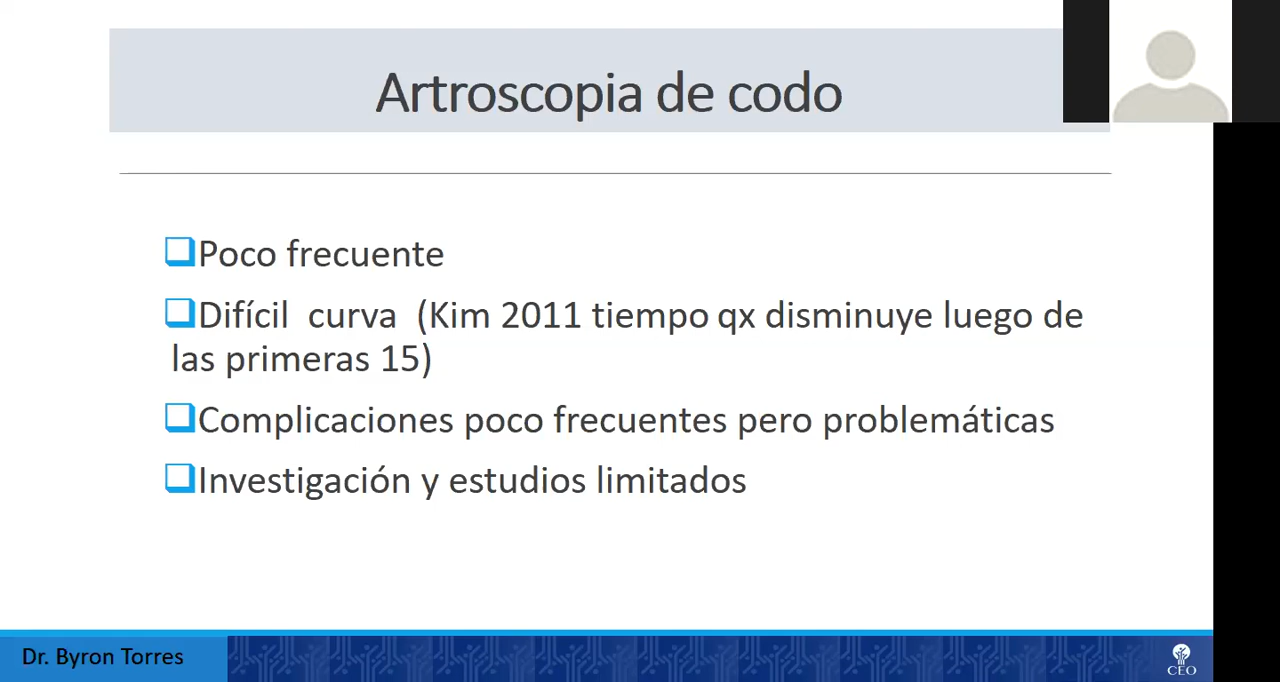 Artroscopia de codo
Poco frecuente
Difícil curva (Kim 2011 tiempo qx disminuye luego de
las primeras 15)
Complicaciones poco frecuentes pero problemáticas
Investigación y estudios limitados
Dr. Byron Torres
CEO